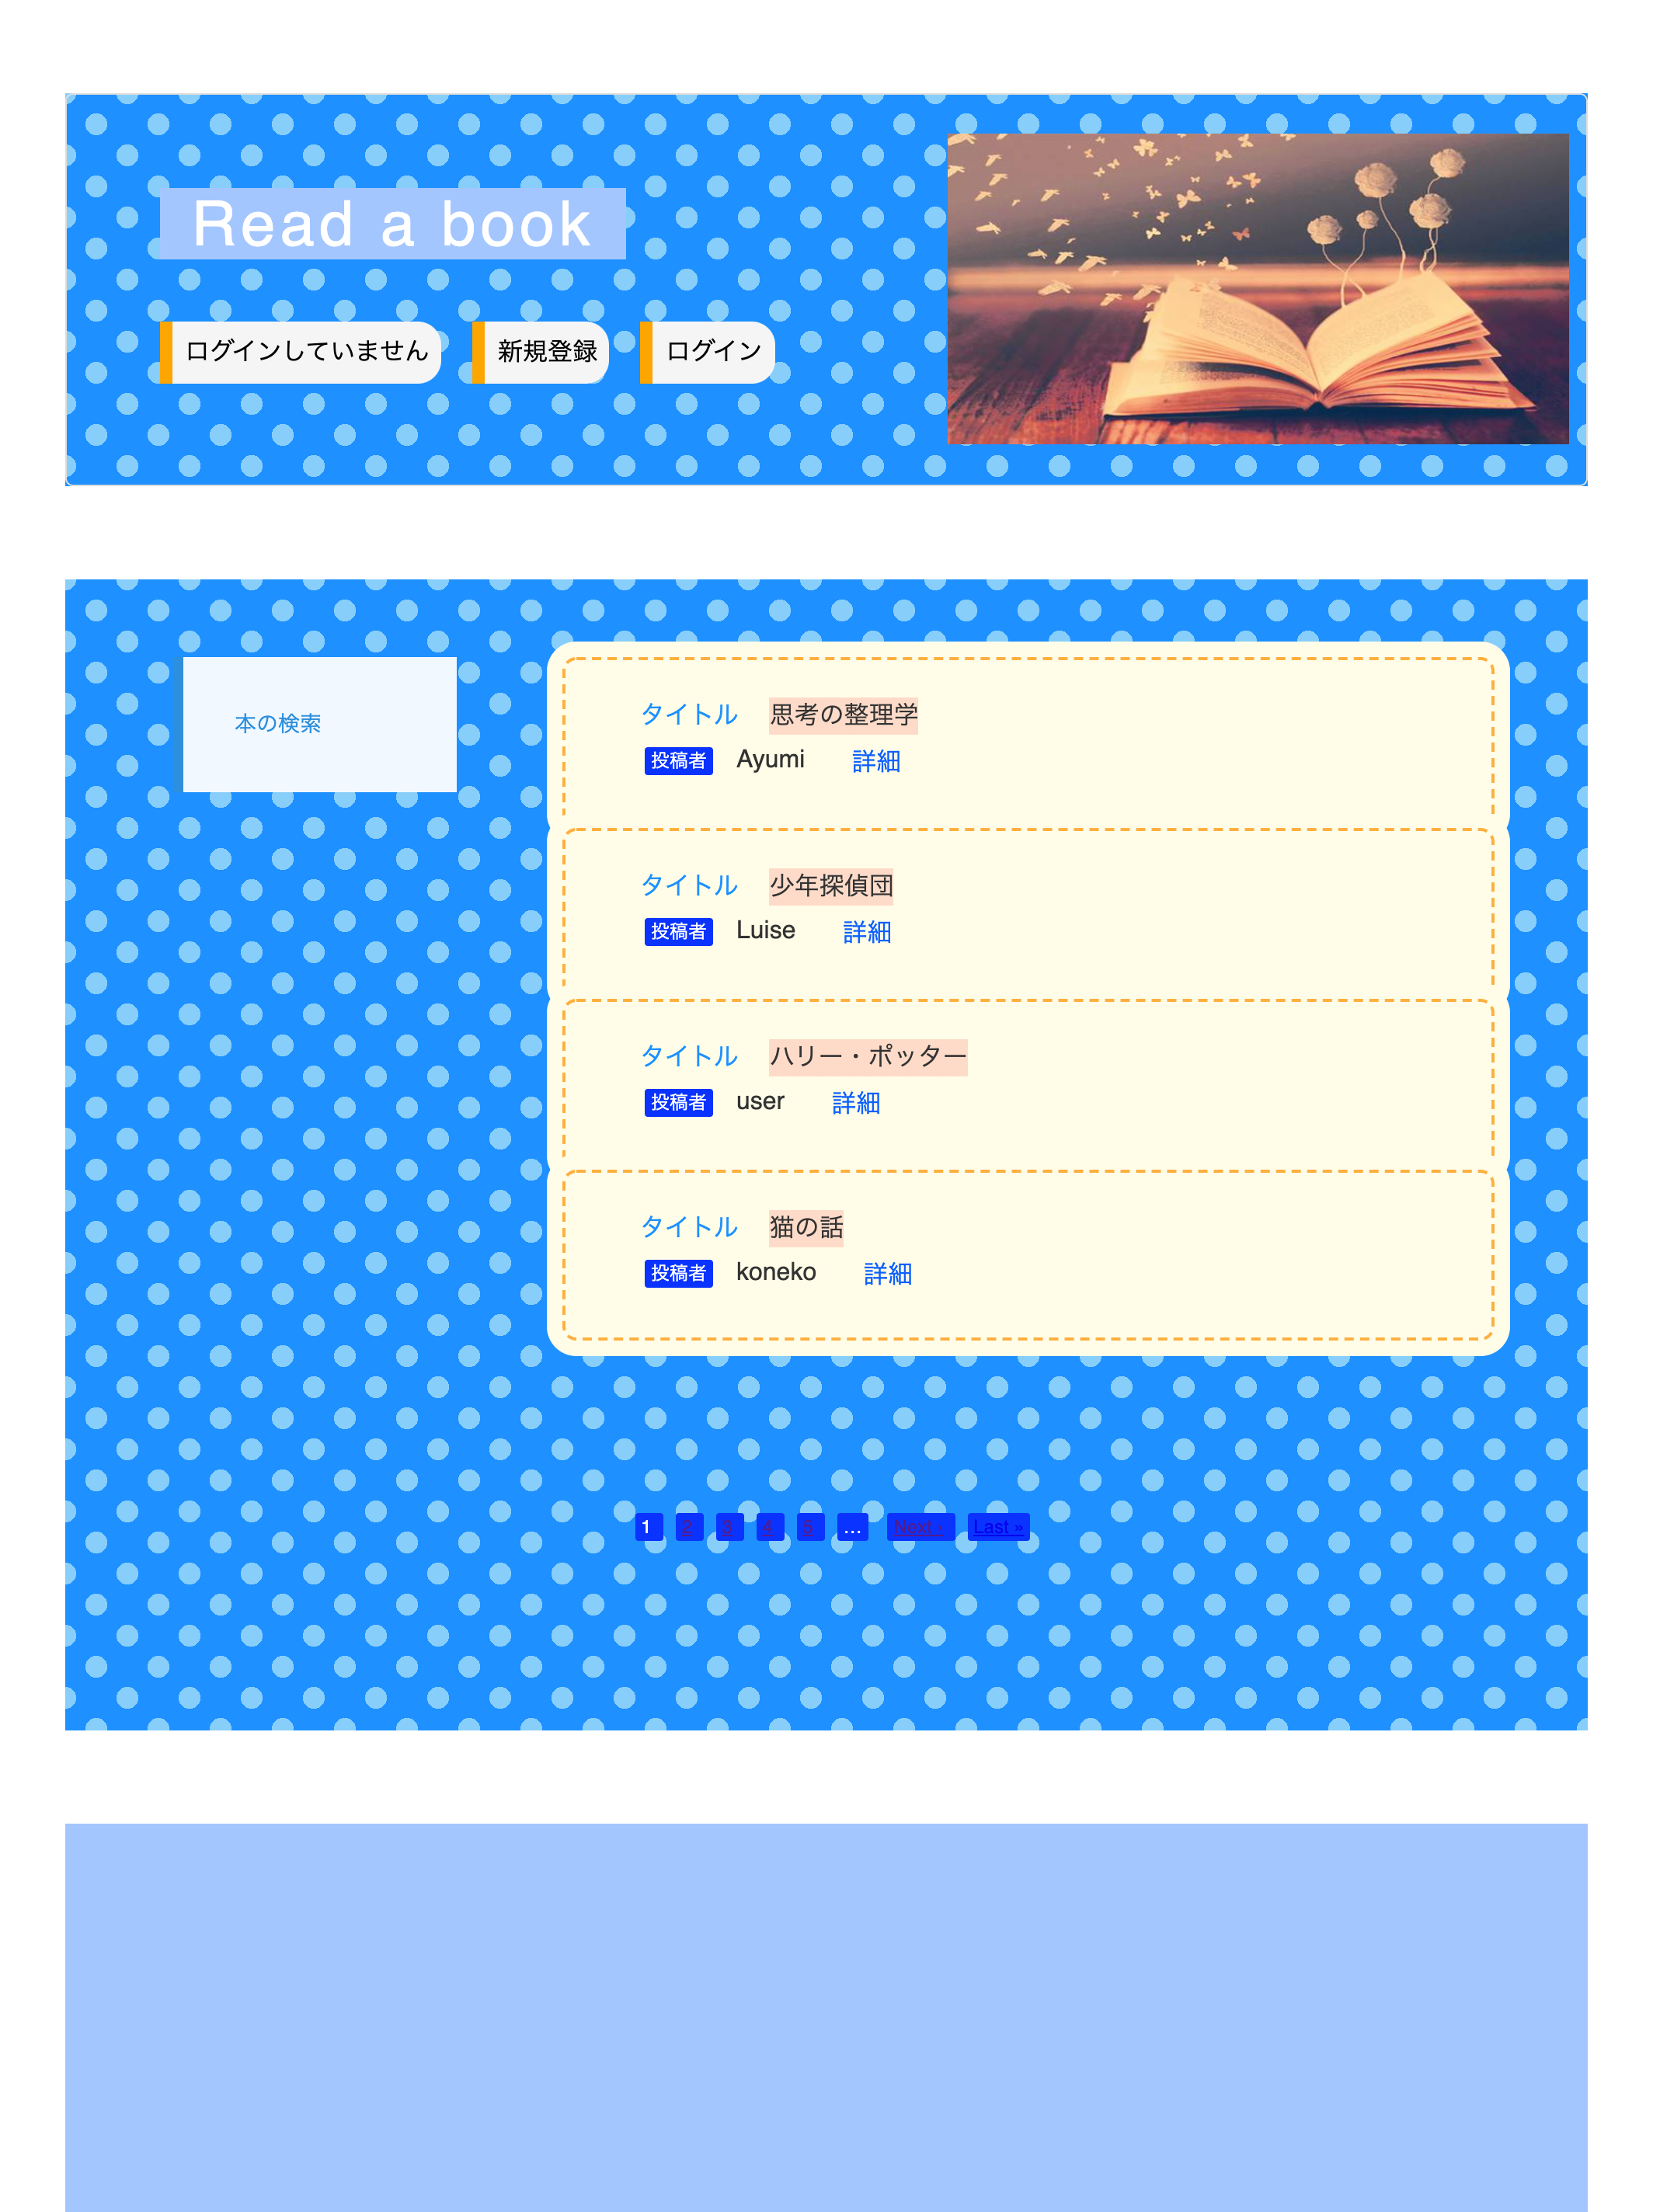 Read a book
ログインしていません 新規登録 ログイン
本の検索
タイトル 思考の整理学
投稿者 Ayumi 詳細
タイトル 少年探偵団
投稿者 Luise 詳細
タイトル ハリー・ポッター
投稿者 user 詳細
タイトル 猫の話
投稿者 koneko 詳細
1 2 3 4 5 … Next › Last »